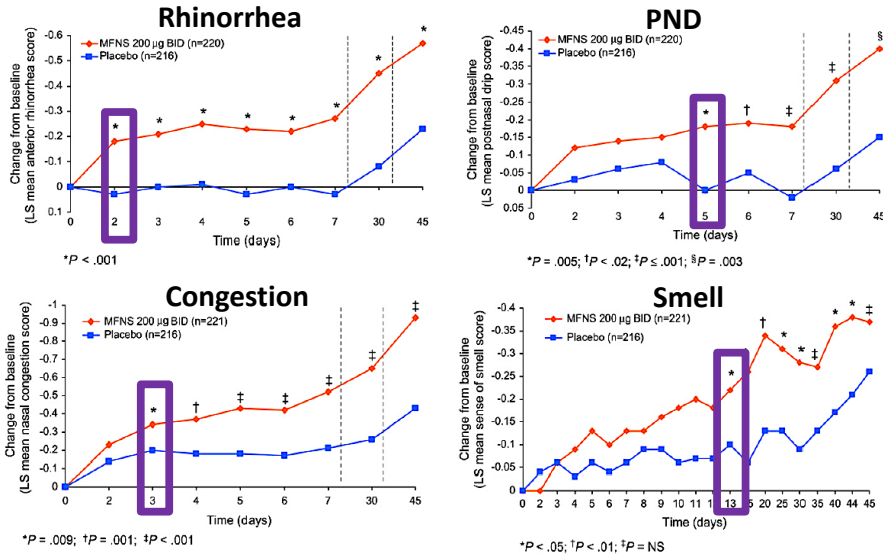 Rhinorrhea
Change from baseline
(LS mean anterior rhinorrhea score)
-0.6
-0.5
-0.4
-0.3
-0.2
-0.1
0
0.1
MFNS 200 µg BID (n=220)
Placebo (n=216)
* * * * * * * *
0 2 3 4 5 6 7 30 45
Time (days)
*P < .001
PND
Change from baseline
(LS mean postnasal drip score)
-0.45
-0.4
-0.35
-0.3
-0.25
-0.2
-0.15
-0.1
-0.05
0
0.05
MFNS 200 µg BID (n=220)
Placebo (n=216)
* † ‡ ‡ §
0 2 3 4 5 6 7 30 45
Time (days)
*P = .005; †P < .02; ‡P ≤ .001; §P = .003
Congestion
Change from baseline
(LS mean nasal congestion score)
-1
-0.9
-0.8
-0.7
-0.6
-0.5
-0.4
-0.3
-0.2
-0.1
0
MFNS 200 µg BID (n=221)
Placebo (n=216)
* † ‡ ‡ ‡ ‡ ‡
0 2 3 4 5 6 7 30 45
Time (days)
*P = .009; †P = .001; ‡P < .001
Smell
Change from baseline
(LS mean sense of smell score)
-0.4
-0.35
-0.3
-0.25
-0.2
-0.15
-0.1
-0.05
0
MFNS 200 µg BID (n=221)
Placebo (n=216)
* † * * ‡ * * ‡
0 2 3 4 5 6 7 8 9 10 11 13 20 25 30 35 40 44 45
Time (days)
*P < .05; †P < .01; ‡P = NS